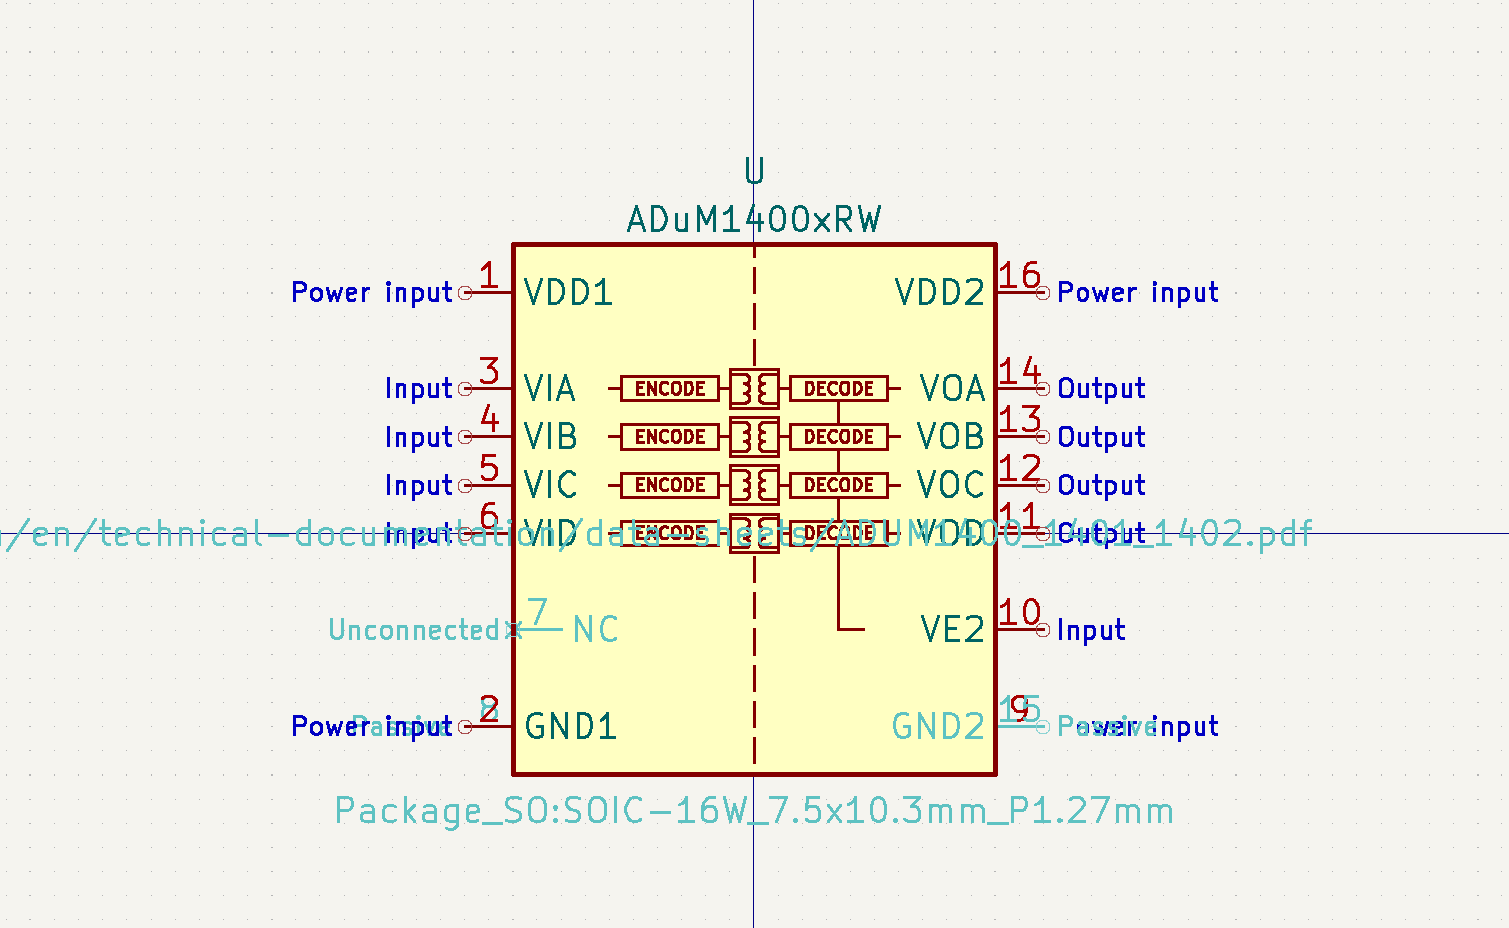 U
ADuM1400xRW
Power input 1 VDD1 VDD2 16 Power input
Input 3 VIA ENCODE DECODE VOA 14 Output
Input 4 VIB ENCODE DECODE VOB 13 Output
Input 5 VIC ENCODE DECODE VOC 12 Output
Input 6 VID ENCODE DECODE VOD 11 Output
/en/technical-documentation/data-sheets/ADUM1400_1401_1402.pdf
Unconnected 7 NC VE2 10 Input
Power input 2 GND1 GND2 9 Power input
Passive 8 15 Passive
Package_SO:SOIC-16W_7.5x10.3mm_P1.27mm